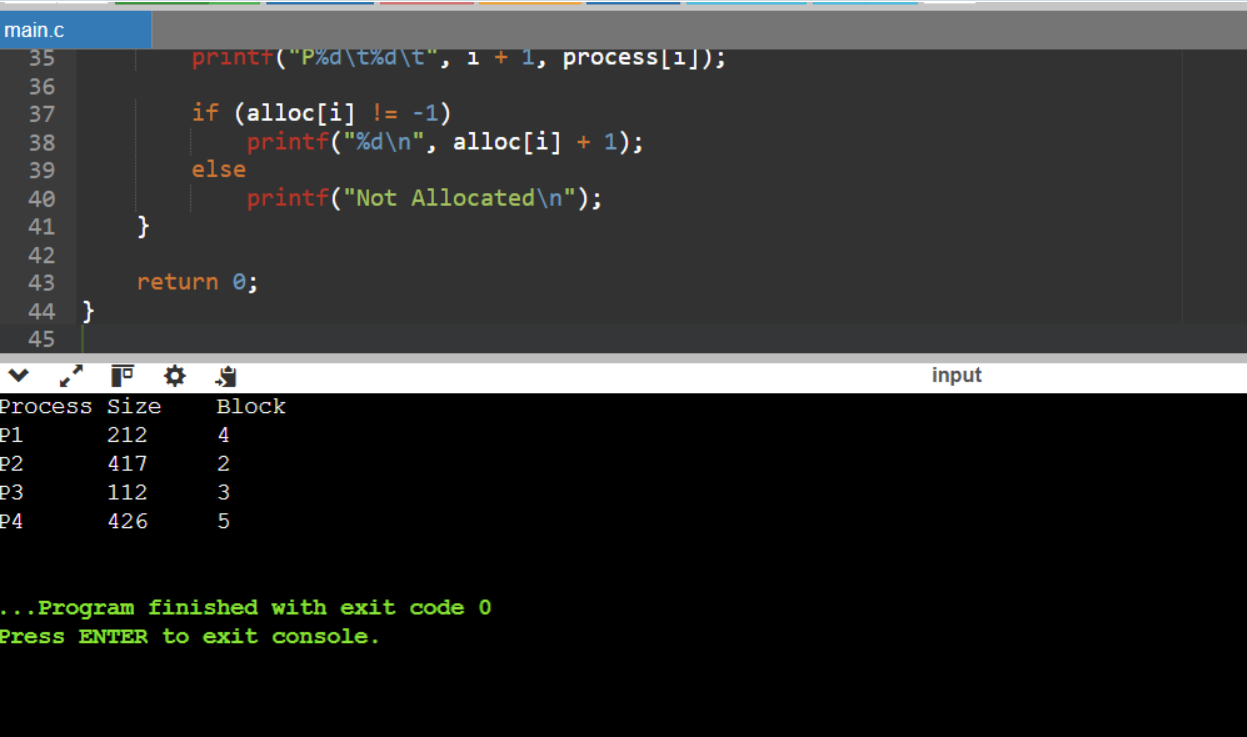 main.c
35 printf("P%d\t%d\t", i + 1, process[i]);
36
37 if (alloc[i] != -1)
38 printf("%d\n", alloc[i] + 1);
39 else
40 printf("Not Allocated\n");
41 }
42
43 return 0;
44 }
45
input
Process Size Block
P1 212 4
P2 417 2
P3 112 3
P4 426 5
...Program finished with exit code 0
Press ENTER to exit console.